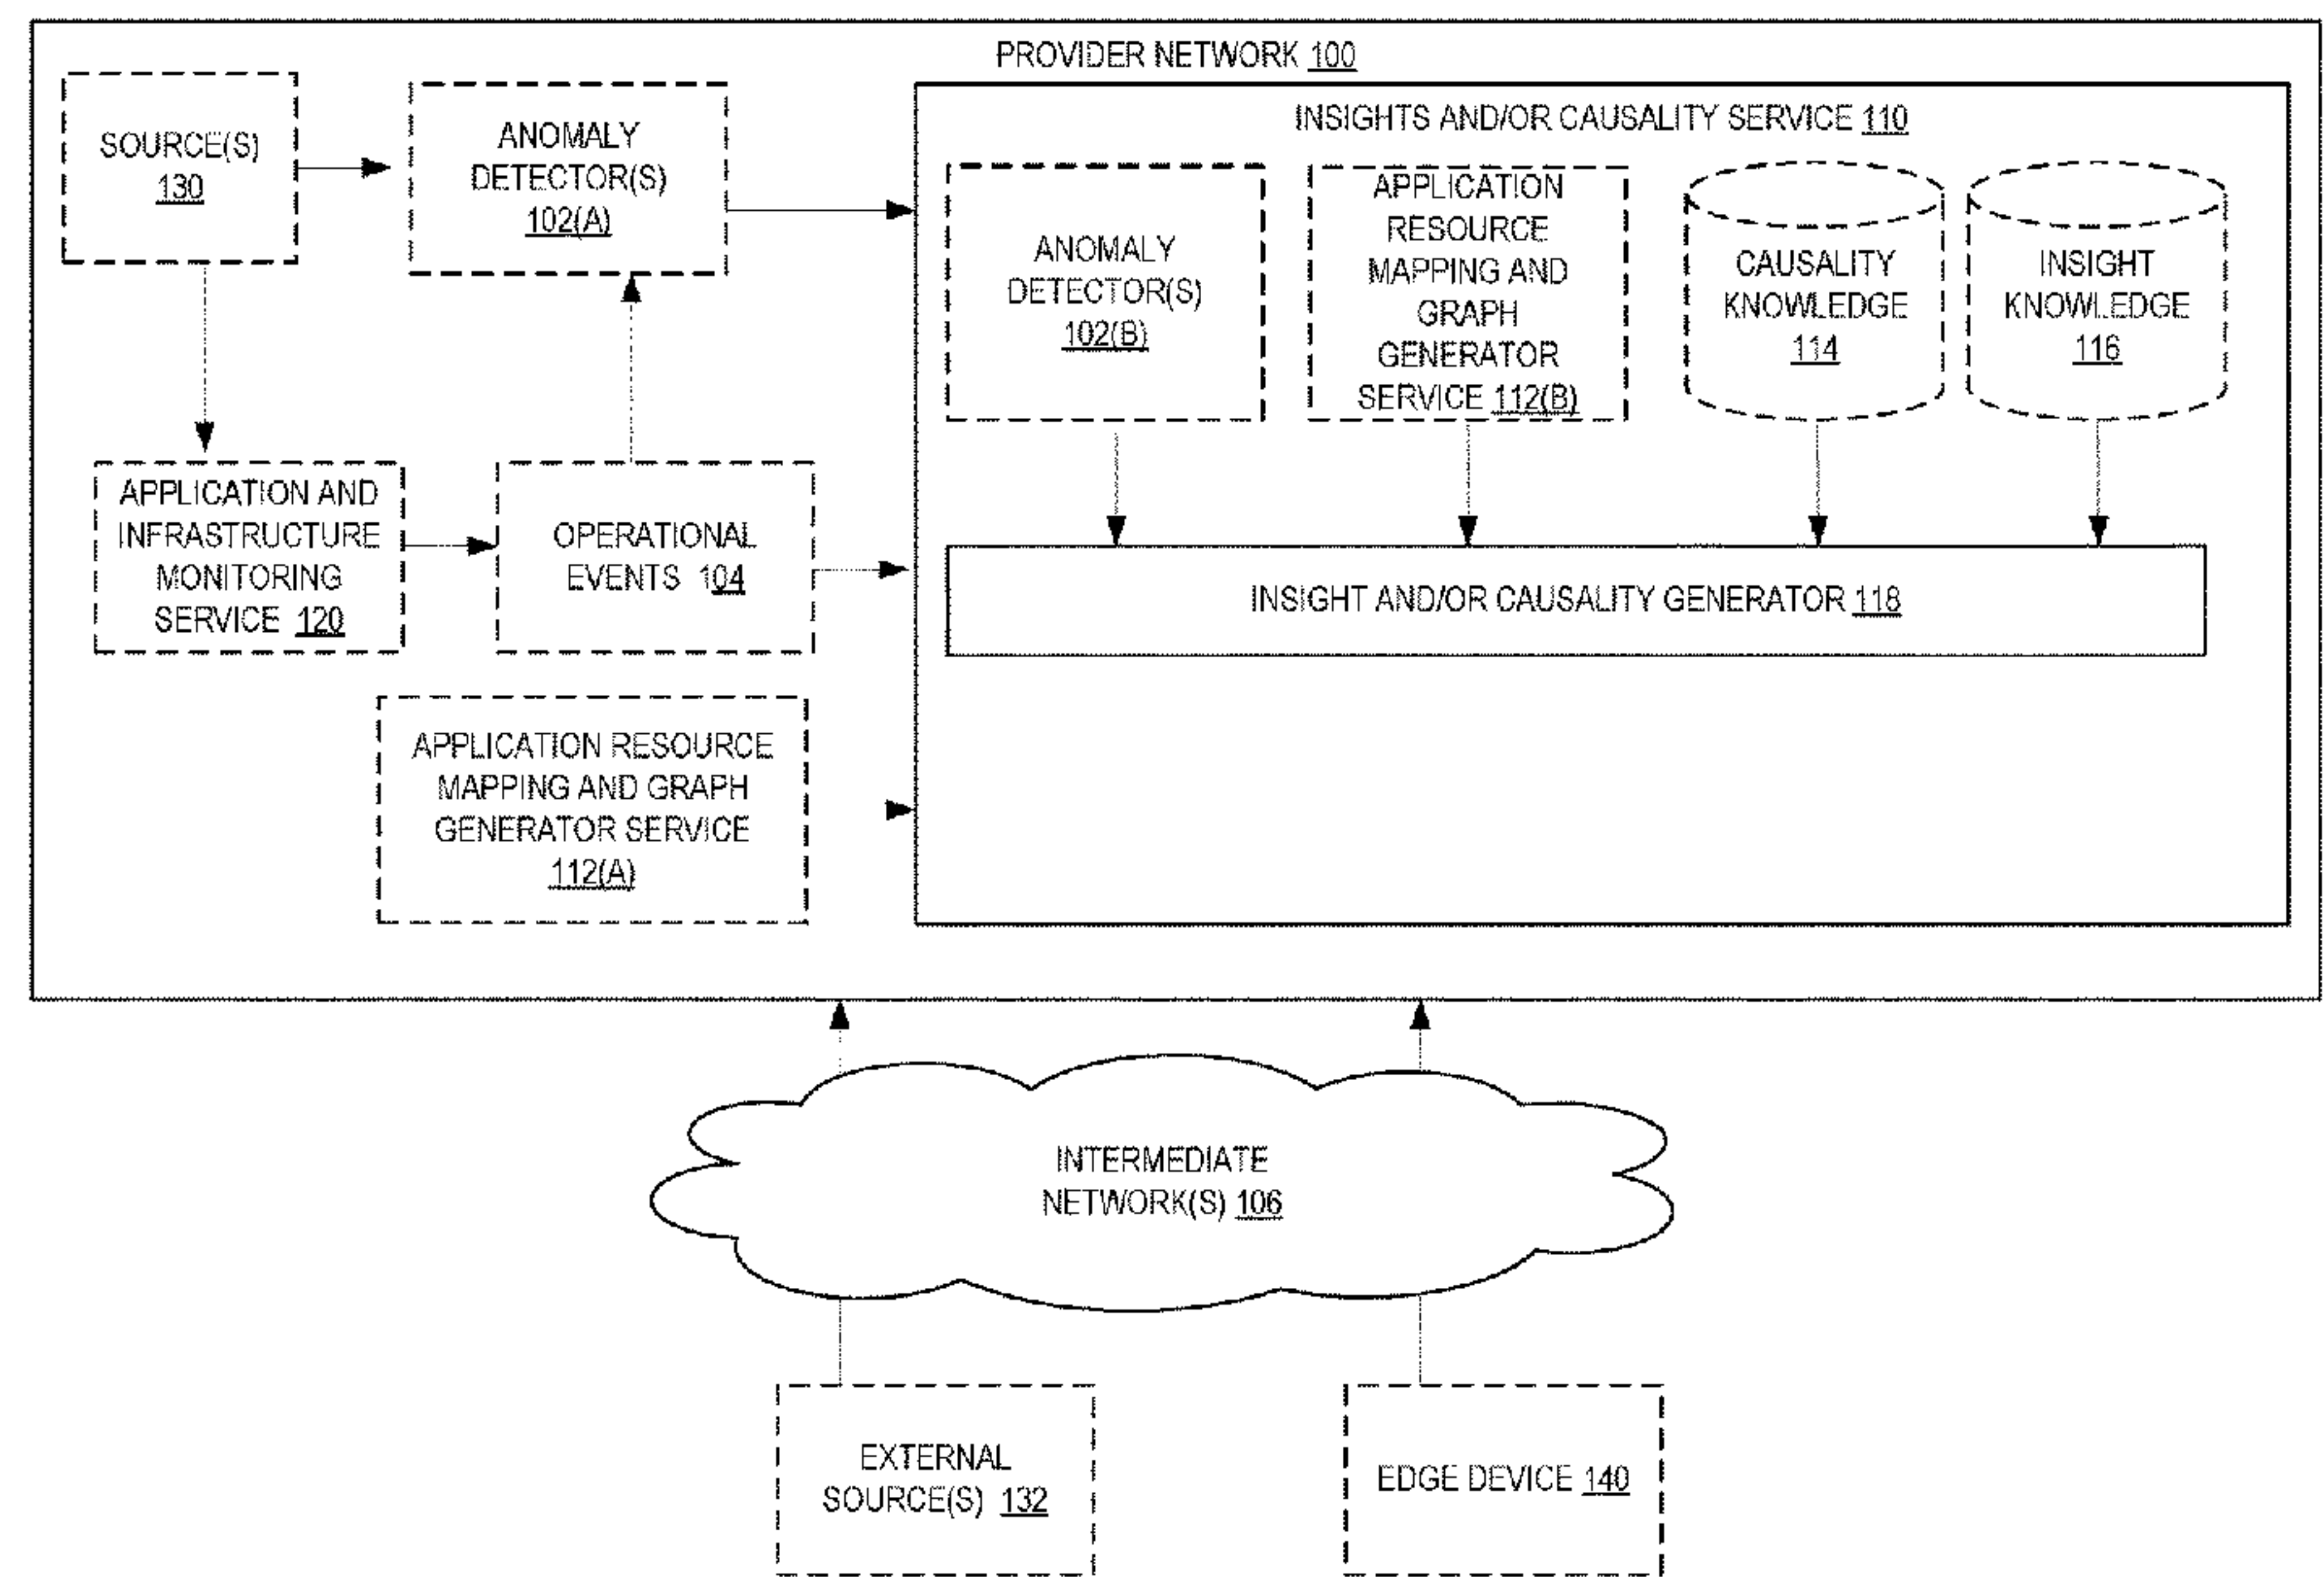 PROVIDER NETWORK 100
SOURCE(S)
130
ANOMALY
DETECTOR(S)
102(A)
INSIGHTS AND/OR CAUSALITY SERVICE 110
ANOMALY
DETECTOR(S)
102(B)
APPLICATION
RESOURCE
MAPPING AND
GRAPH
GENERATOR
SERVICE 112(B)
CAUSALITY
KNOWLEDGE
114
INSIGHT
KNOWLEDGE
116
APPLICATION AND
INFRASTRUCTURE
MONITORING
SERVICE 120
OPERATIONAL
EVENTS 104
INSIGHT AND/OR CAUSALITY GENERATOR 118
APPLICATION RESOURCE
MAPPING AND GRAPH
GENERATOR SERVICE
112(A)
INTERMEDIATE
NETWORK(S) 106
EXTERNAL
SOURCE(S) 132
EDGE DEVICE 140